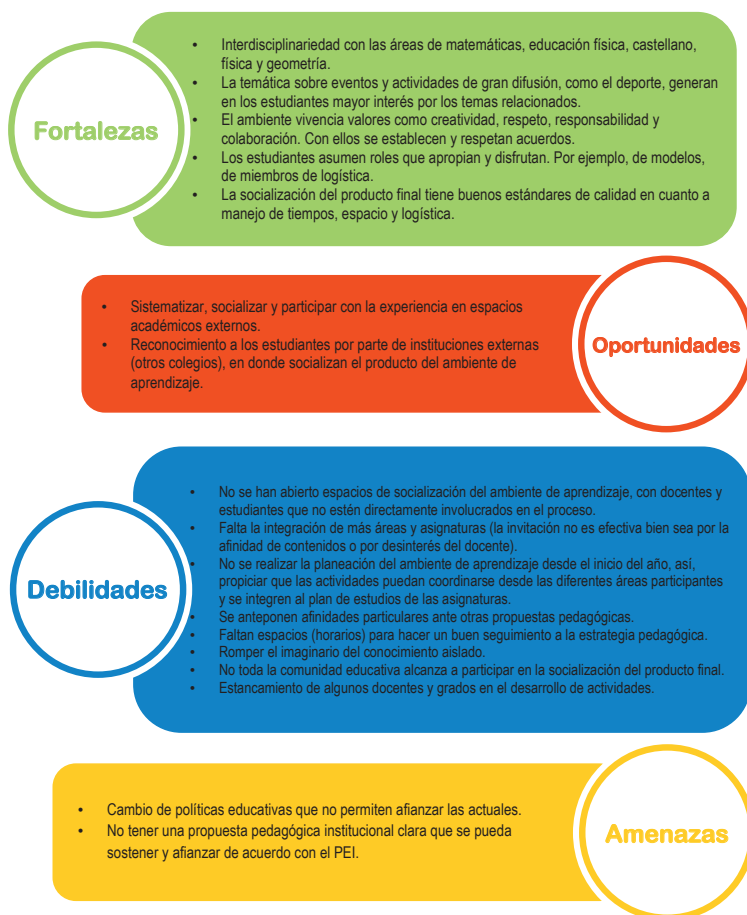 Fortalezas
• Interdisciplinariedad con las áreas de matemáticas, educación física, castellano,
física y geometría.
• La temática sobre eventos y actividades de gran difusión, como el deporte, generan
en los estudiantes mayor interés por los temas relacionados.
• El ambiente vivencia valores como creatividad, respeto, responsabilidad y
colaboración. Con ellos se establecen y respetan acuerdos.
• Los estudiantes asumen roles que apropian y disfrutan. Por ejemplo, de modelos,
de miembros de logística.
• La socialización del producto final tiene buenos estándares de calidad en cuanto a
manejo de tiempos, espacio y logística.
• Sistematizar, socializar y participar con la experiencia en espacios
académicos externos.
• Reconocimiento a los estudiantes por parte de instituciones externas
(otros colegios), en donde socializan el producto del ambiente de
aprendizaje.
Oportunidades
Debilidades
• No se han abierto espacios de socialización del ambiente de aprendizaje, con docentes y
estudiantes que no estén directamente involucrados en el proceso.
• Falta la integración de más áreas y asignaturas (la invitación no es efectiva bien sea por la
afinidad de contenidos o por desinterés del docente).
• No se realizar la planeación del ambiente de aprendizaje desde el inicio del año, así,
propiciar que las actividades puedan coordinarse desde las diferentes áreas participantes
y se integren al plan de estudios de las asignaturas.
• Se anteponen afinidades particulares ante otras propuestas pedagógicas.
• Faltan espacios (horarios) para hacer un buen seguimiento a la estrategia pedagógica.
• Romper el imaginario del conocimiento aislado.
• No toda la comunidad educativa alcanza a participar en la socialización del producto final.
• Estancamiento de algunos docentes y grados en el desarrollo de actividades.
• Cambio de políticas educativas que no permiten afianzar las actuales.
• No tener una propuesta pedagógica institucional clara que se pueda
sostener y afianzar de acuerdo con el PEI.
Amenazas